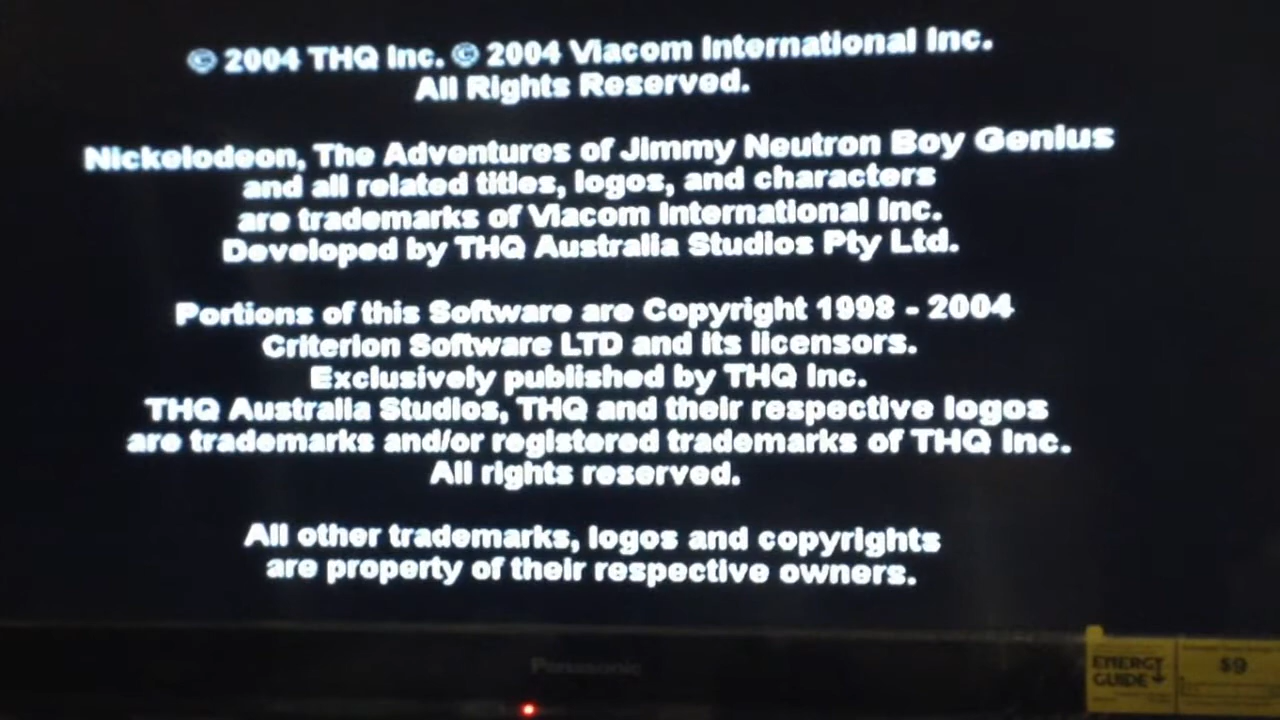 © 2004 THQ Inc. © 2004 Viacom International Inc.
All Rights Reserved.
Nickelodeon, The Adventures of Jimmy Neutron Boy Genius
and all related titles, logos, and characters
are trademarks of Viacom International Inc.
Developed by THQ Australia Studios Pty Ltd.
Portions of this Software are Copyright 1998 - 2004
Criterion Software LTD and its licensors.
Exclusively published by THQ Inc.
THQ Australia Studios, THQ and their respective logos
are trademarks and/or registered trademarks of THQ Inc.
All rights reserved.
All other trademarks, logos and copyrights
are property of their respective owners.
Panasonic
ENERGY
GUIDE
$9